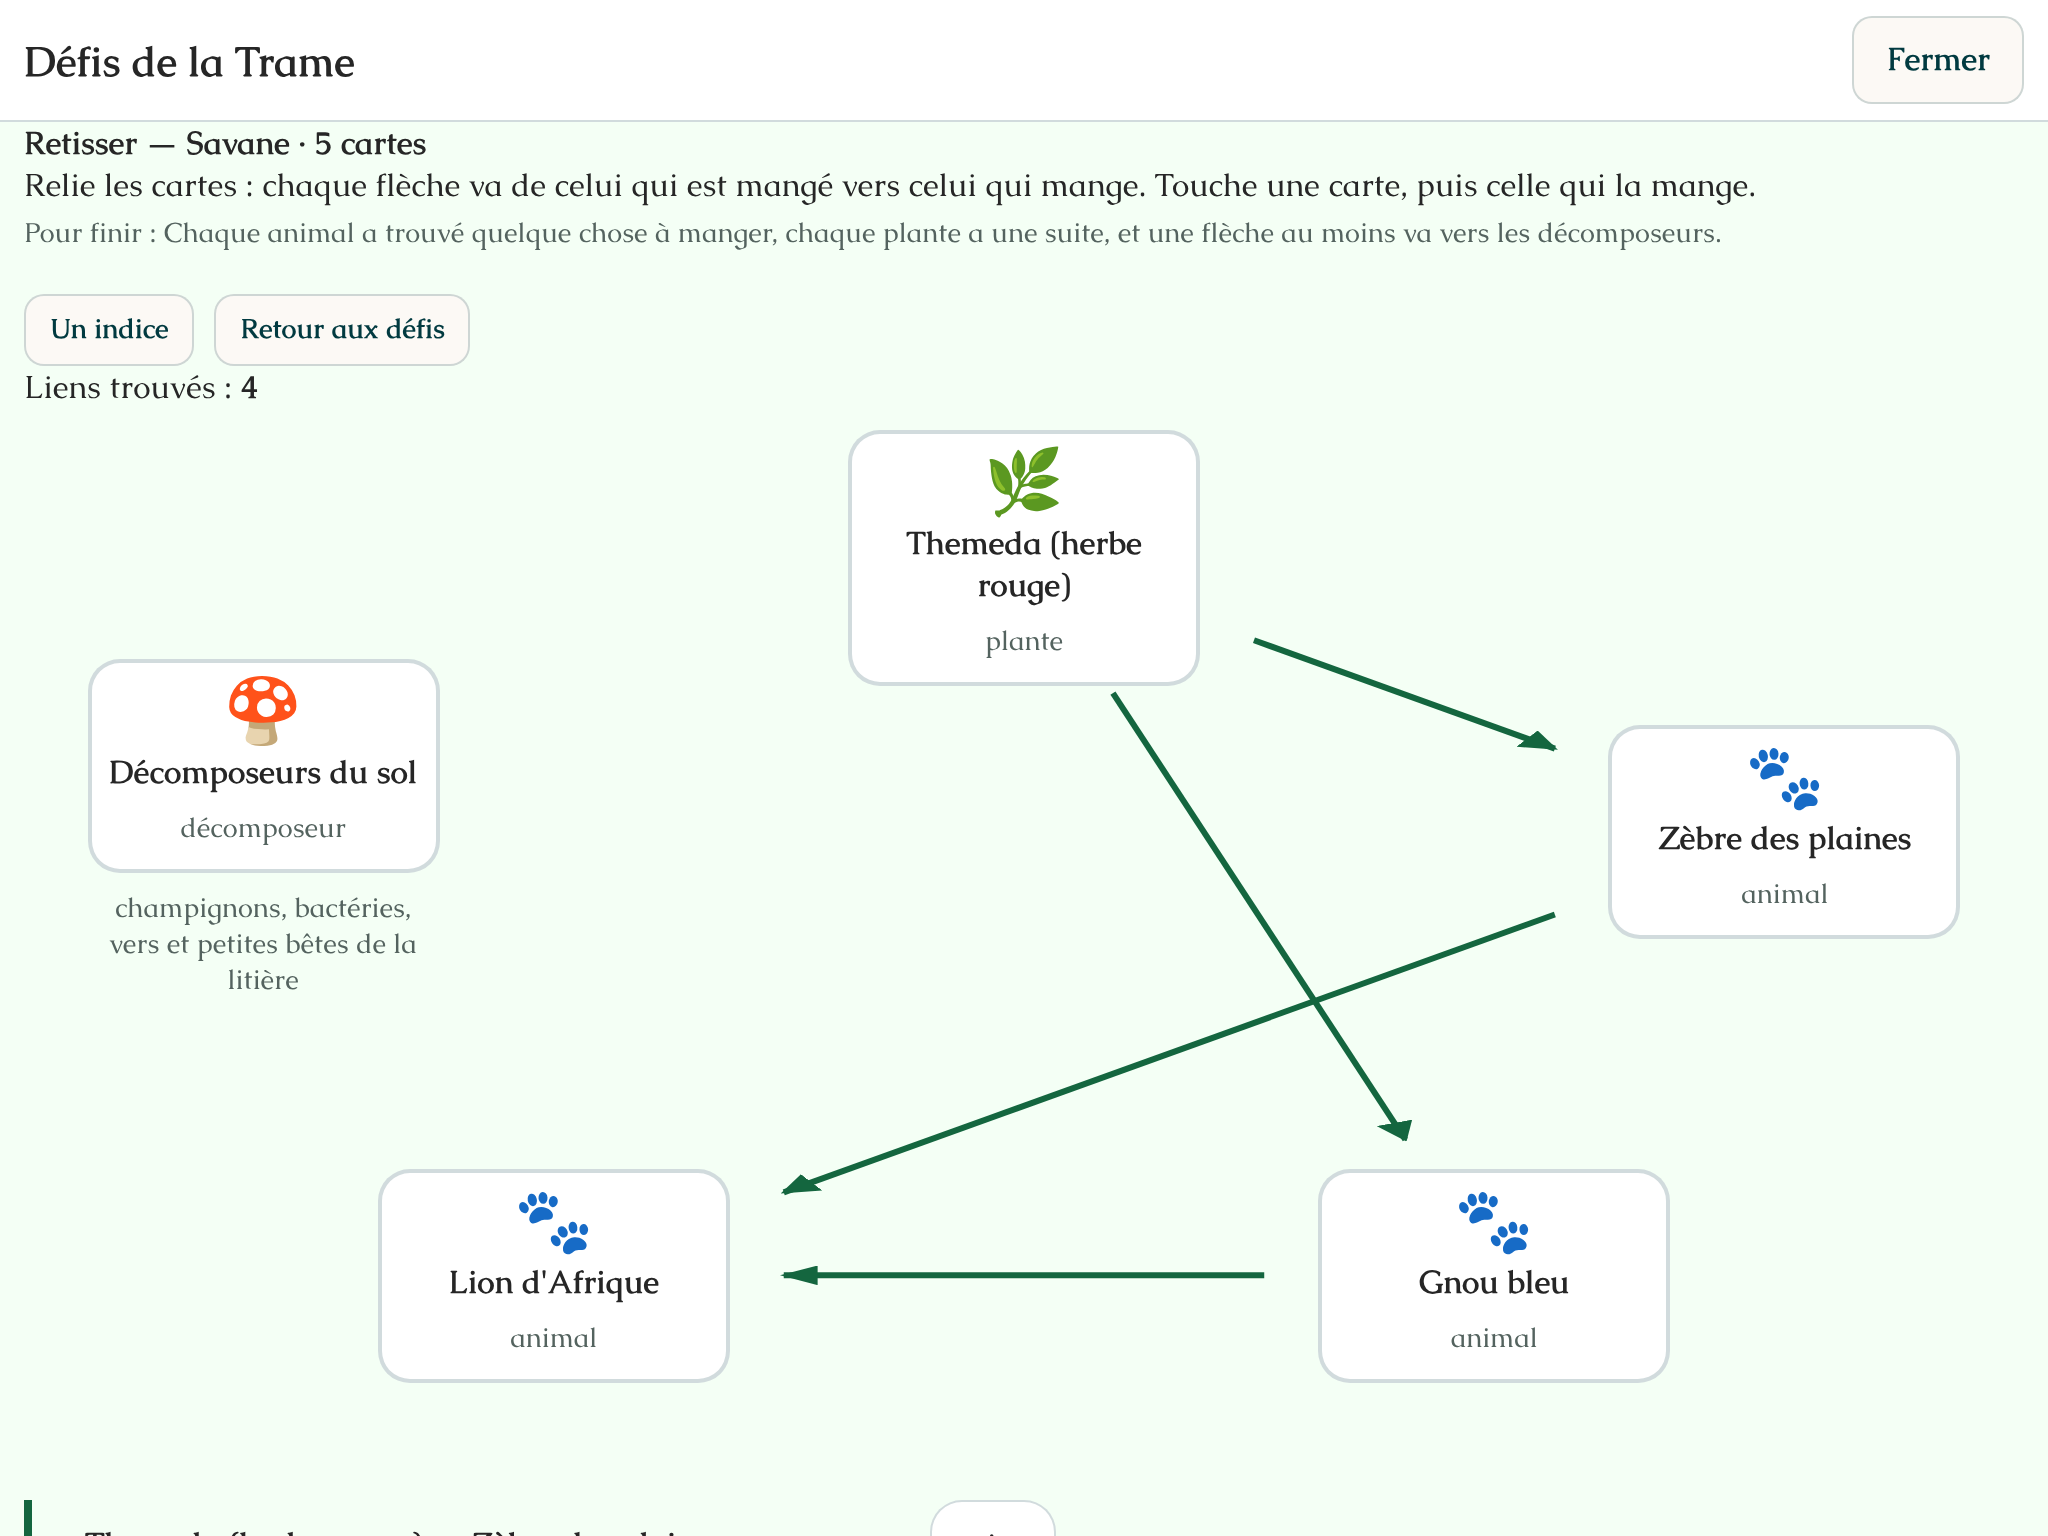 Défis de la Trame
Fermer
Retisser — Savane · 5 cartes
Relie les cartes : chaque flèche va de celui qui est mangé vers celui qui mange. Touche une carte, puis celle qui la mange.
Pour finir : Chaque animal a trouvé quelque chose à manger, chaque plante a une suite, et une flèche au moins va vers les décomposeurs.
Un indice
Retour aux défis
Liens trouvés : 4
Themeda (herbe
rouge)
plante
Décomposeurs du sol
décomposeur
champignons, bactéries,
vers et petites bêtes de la
litière
Zèbre des plaines
animal
Lion d'Afrique
animal
Gnou bleu
animal